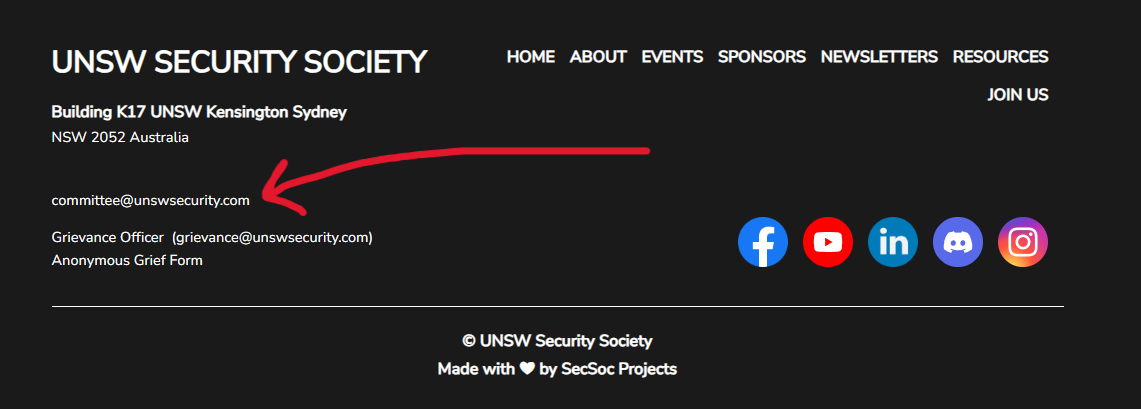 UNSW SECURITY SOCIETY
Building K17 UNSW Kensington Sydney
NSW 2052 Australia
committee@unswsecurity.com
Grievance Officer (grievance@unswsecurity.com)
Anonymous Grief Form
HOME ABOUT EVENTS SPONSORS NEWSLETTERS RESOURCES
JOIN US
in
© UNSW Security Society
Made with ♥ by SecSoc Projects